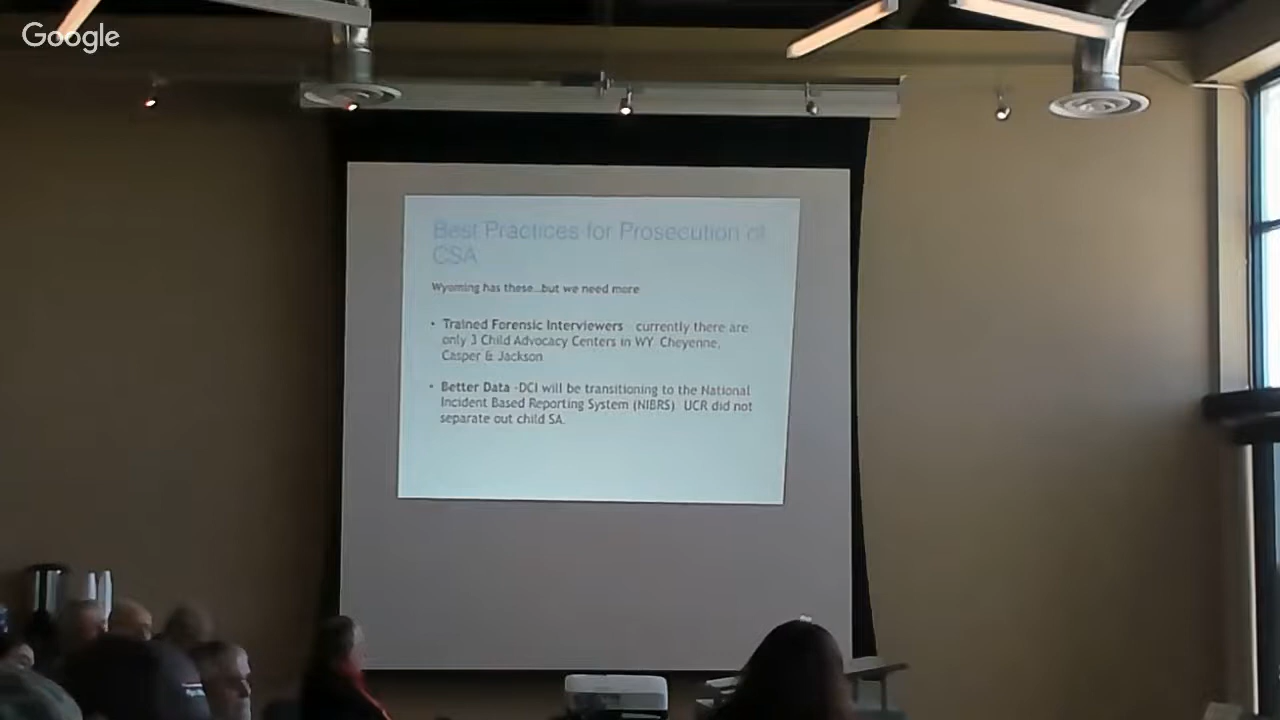 Google
Best Practices for Prosecution of
CSA
Wyoming has these...but we need more
• Trained Forensic Interviewers currently there are
only 3 Child Advocacy Centers in WY Cheyenne,
Casper & Jackson
• Better Data -DCI will be transitioning to the National
Incident Based Reporting System (NIBRS) UCR did not
separate out child SA.